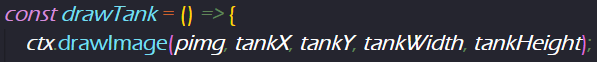 const drawTank = () => {
ctx.drawImage(pimg, tankX, tankY, tankWidth, tankHeight);